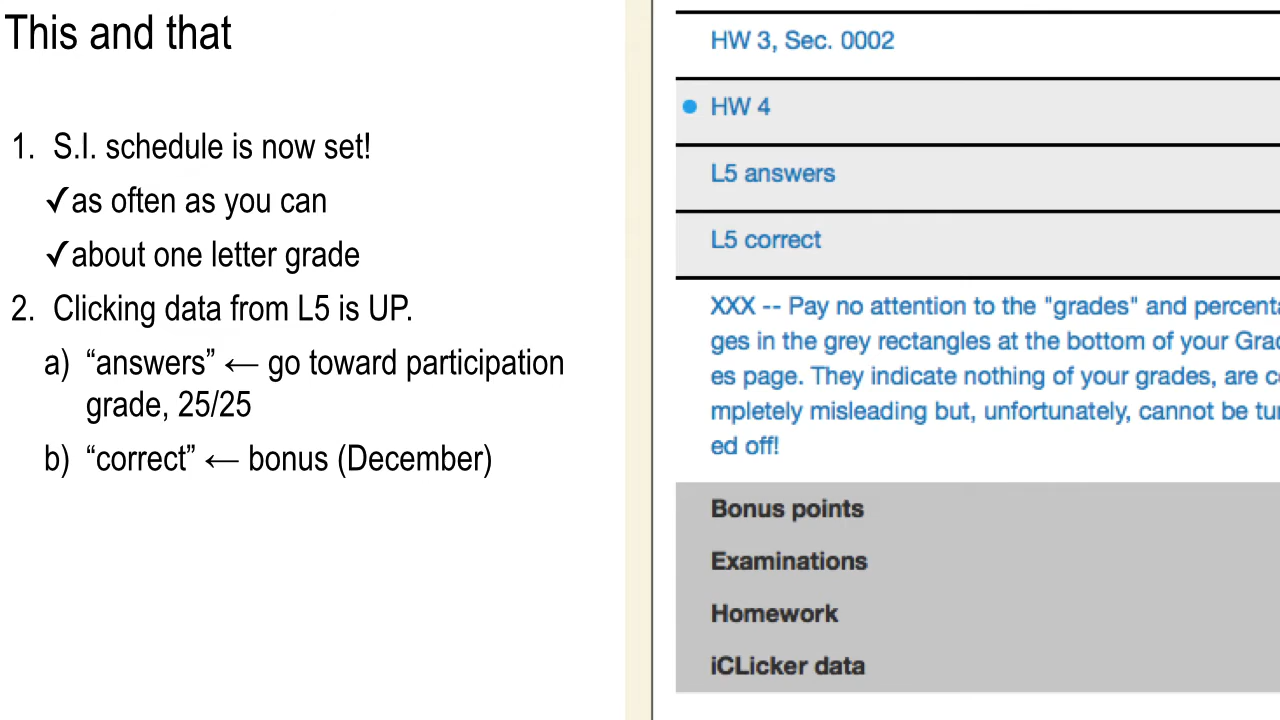 This and that
1. S.I. schedule is now set!
✓as often as you can
✓about one letter grade
2. Clicking data from L5 is UP.
a) “answers” ← go toward participation
grade, 25/25
b) “correct” ← bonus (December)
HW 3, Sec. 0002
HW 4
L5 answers
L5 correct
XXX -- Pay no attention to the "grades" and percenta
ges in the grey rectangles at the bottom of your Grad
es page. They indicate nothing of your grades, are co
mpletely misleading but, unfortunately, cannot be tur
ed off!
Bonus points
Examinations
Homework
iCLicker data